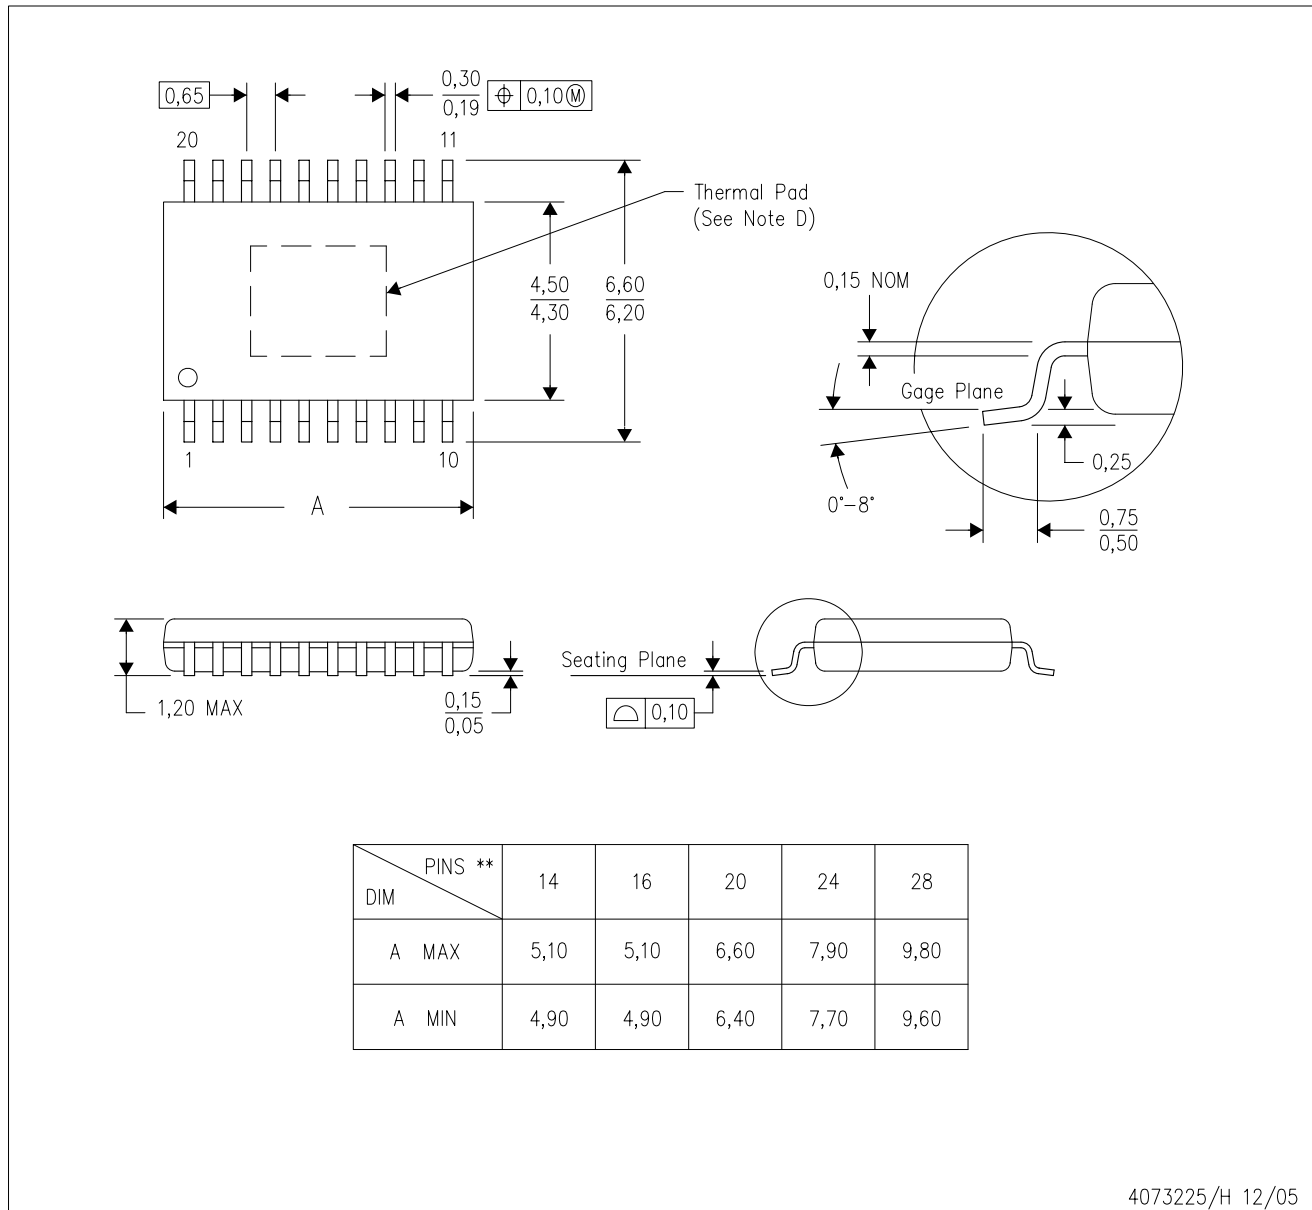 0,65
0,30
0,19
0,10 Ⓜ
20
11
Thermal Pad
(See Note D)
4,50
4,30
6,60
6,20
1
10
A
0,15 NOM
Gage Plane
0,25
0°–8°
0,75
0,50
1,20 MAX
0,15
0,05
Seating Plane
0,10
PINS **
DIM
14 16 20 24 28
A MAX 5,10 5,10 6,60 7,90 9,80
A MIN 4,90 4,90 6,40 7,70 9,60
4073225/H 12/05